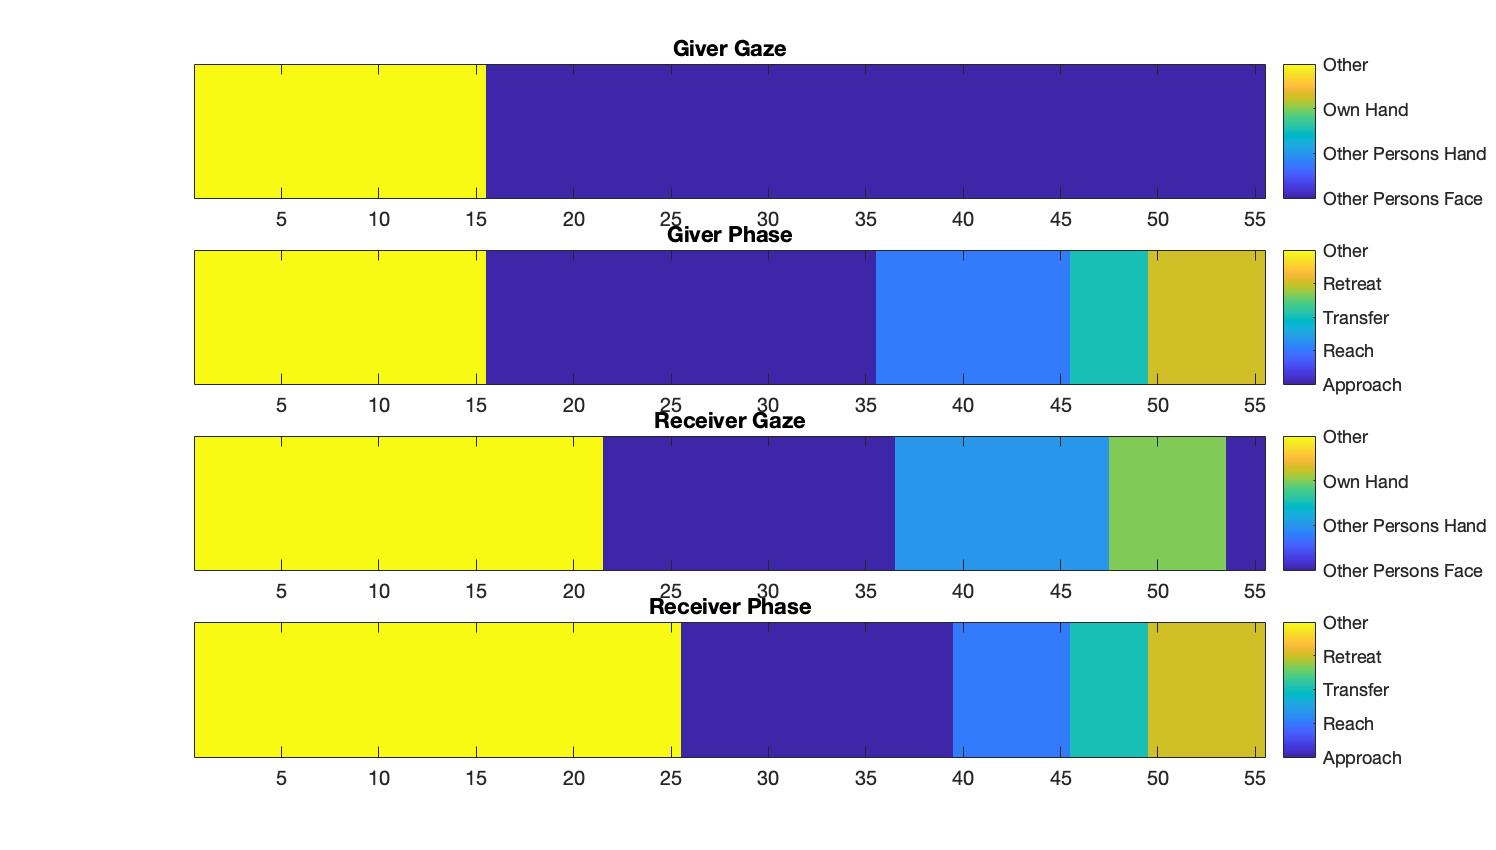 Giver Gaze
Other
Own Hand
Other Persons Hand
Other Persons Face
5 10 15 20 25 30 35 40 45 50 55
Giver Phase
Other
Retreat
Transfer
Reach
Approach
5 10 15 20 25 30 35 40 45 50 55
Receiver Gaze
Other
Own Hand
Other Persons Hand
Other Persons Face
5 10 15 20 25 30 35 40 45 50 55
Receiver Phase
Other
Retreat
Transfer
Reach
Approach
5 10 15 20 25 30 35 40 45 50 55